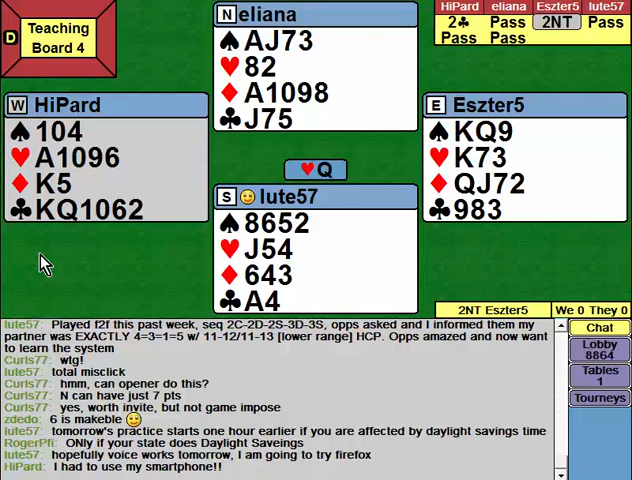 Teaching
Board 4
D
N eliana
♠ AJ73
♥ 82
♦ A1098
♣ J75
HiPard eliana Eszter5 lute57
2♣ Pass 2NT Pass
Pass Pass
W HiPard
♠ 104
♥ A1096
♦ K5
♣ KQ1062
E Eszter5
♠ KQ9
♥ K73
♦ QJ72
♣ 983
♥Q
S lute57
♠ 8652
♥ J54
♦ 643
♣ A4
2NT Eszter5 We 0 They 0
lute57: Played f2f this past week, seq 2C-2D-2S-3D-3S, opps asked and I informed them my
partner was EXACTLY 4=3=1=5 w/ 11-12/11-13 [lower range] HCP. Opps amazed and now want
to learn the system
Curls77: wtg!
lute57: total misclick
Curls77: hmm, can opener do this?
Curls77: N can have just 7 pts
Curls77: yes, worth invite, but not game impose
zdedo: 6 is makeble
lute57: tomorrow's practice starts one hour earlier if you are affected by daylight savings time
RogerPfi: ONly if your state does Daylight Saveings
lute57: hopefully voice works tomorrow, I am going to try firefox
HiPard: I had to use my smartphone!!
Chat
Lobby
8864
Tables
1
Tourneys